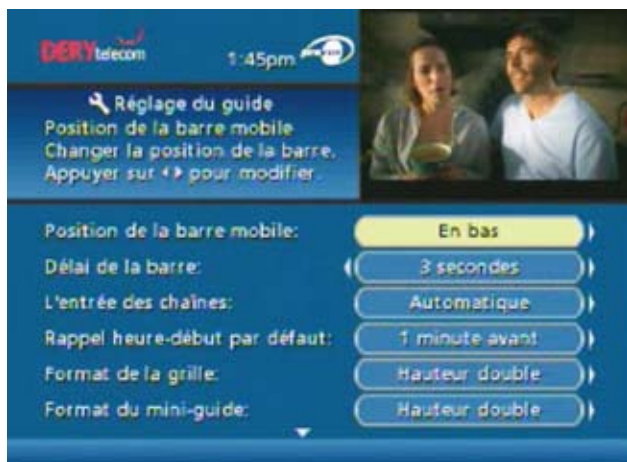 DERYtelecom
1:45pm
Réglage du guide
Position de la barre mobile
Changer la position de la barre.
Appuyer sur ◂▸ pour modifier.
Position de la barre mobile: En bas
Délai de la barre: 3 secondes
L'entrée des chaînes: Automatique
Rappel heure-début par défaut: 1 minute avant
Format de la grille: Hauteur double
Format du mini-guide: Hauteur double